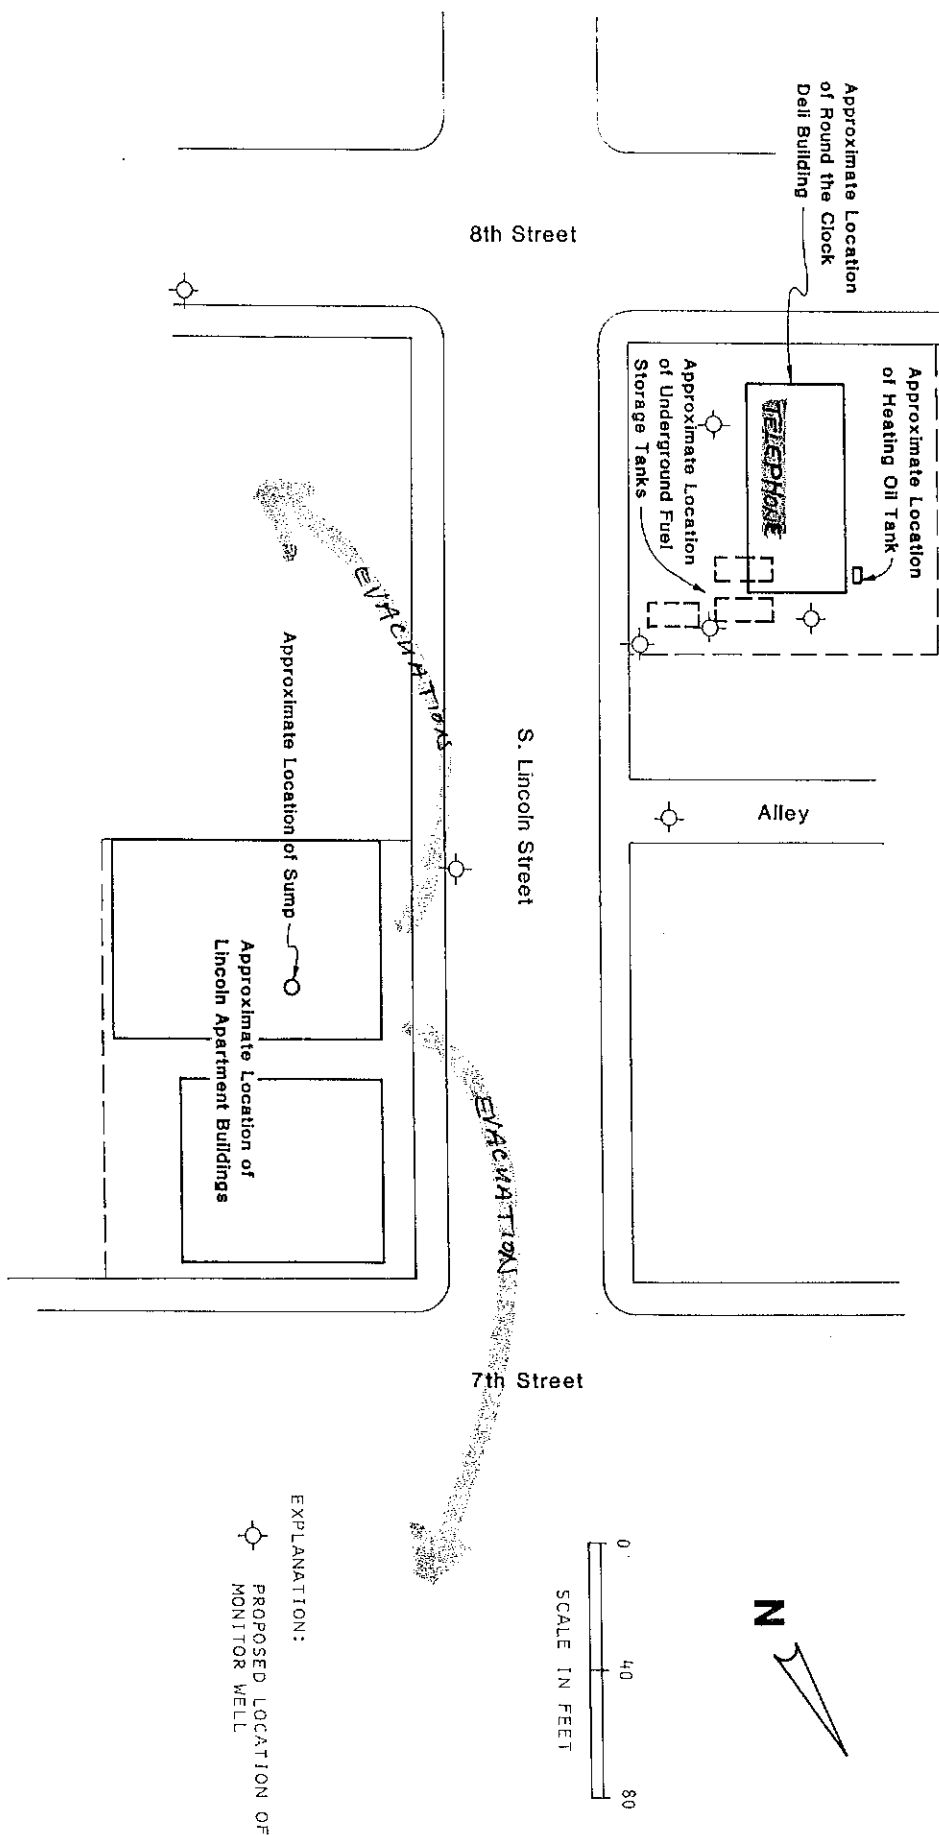 Approximate Location
of Round the Clock
Deli Building
8th Street
Approximate Location
of Heating Oil Tank
TELEPHONE
Approximate Location
of Underground Fuel
Storage Tanks
EVACUATIONS
Approximate Location of Sump
S. Lincoln Street
Alley
Approximate Location of
Lincoln Apartment Buildings
EVACUATION
7th Street
EXPLANATION:
PROPOSED LOCATION OF
MONITOR WELL
0 40 80
SCALE IN FEET
N